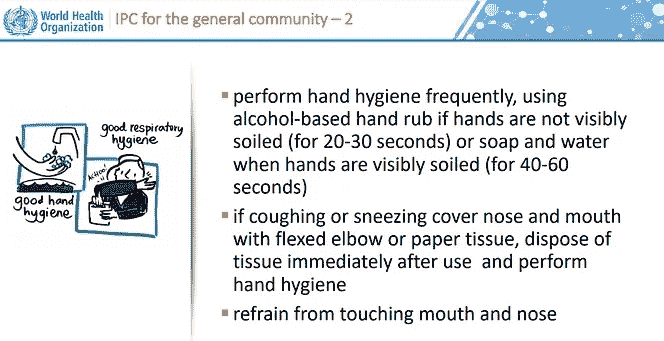 World Health
Organization
IPC for the general community – 2
good respiratory
hygiene
ACHOO!
good hand
hygiene
▪ perform hand hygiene frequently, using
alcohol-based hand rub if hands are not visibly
soiled (for 20-30 seconds) or soap and water
when hands are visibly soiled (for 40-60
seconds)
▪ if coughing or sneezing cover nose and mouth
with flexed elbow or paper tissue, dispose of
tissue immediately after use and perform
hand hygiene
▪ refrain from touching mouth and nose